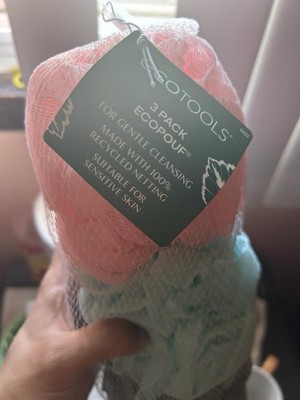 ECOTOOLS
3 PACK
ECOPOUF®
FOR GENTLE CLEANSING
MADE WITH 100%
RECYCLED NETTING
SUITABLE FOR
SENSITIVE SKIN